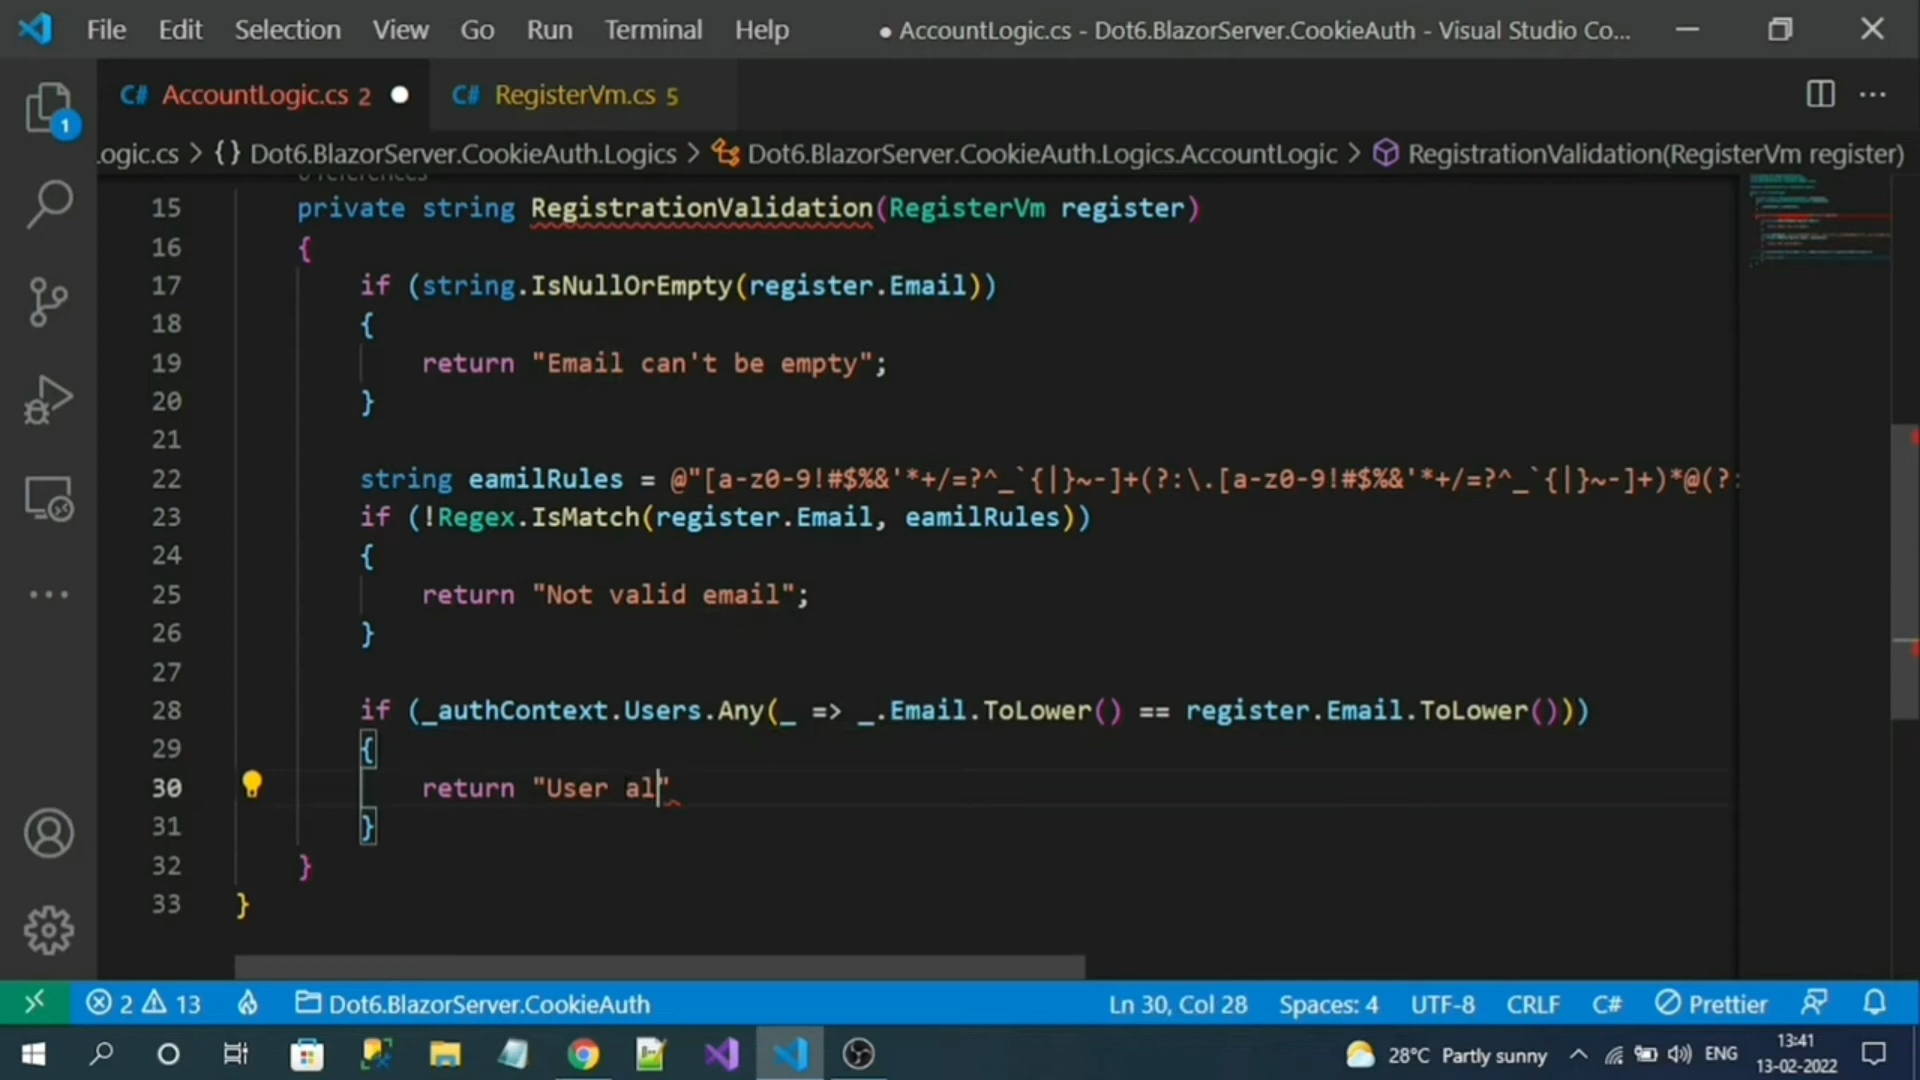 File Edit Selection View Go Run Terminal Help ● AccountLogic.cs - Dot6.BlazorServer.CookieAuth - Visual Studio Co...
C# AccountLogic.cs 2 ● C# RegisterVm.cs 5 ...
1
.ogic.cs > {} Dot6.BlazorServer.CookieAuth.Logics > Dot6.BlazorServer.CookieAuth.Logics.AccountLogic > RegistrationValidation(RegisterVm register)
0 references
15 private string RegistrationValidation(RegisterVm register)
16 {
17 if (string.IsNullOrEmpty(register.Email))
18 {
19 return "Email can't be empty";
20 }
21
22 string eamilRules = @"[a-z0-9!#$%&'*+/=?^_`{|}~-]+(?:\.[a-z0-9!#$%&'*+/=?^_`{|}~-]+)*@(?:
23 if (!Regex.IsMatch(register.Email, eamilRules))
24 {
25 return "Not valid email";
26 }
27
28 if (_authContext.Users.Any(_ => _.Email.ToLower() == register.Email.ToLower()))
29 {
30 return "User al"
31 }
32 }
33 }
2 13 Dot6.BlazorServer.CookieAuth Ln 30, Col 28 Spaces: 4 UTF-8 CRLF C# Prettier
28°C Partly sunny ENG 13:41
13-02-2022